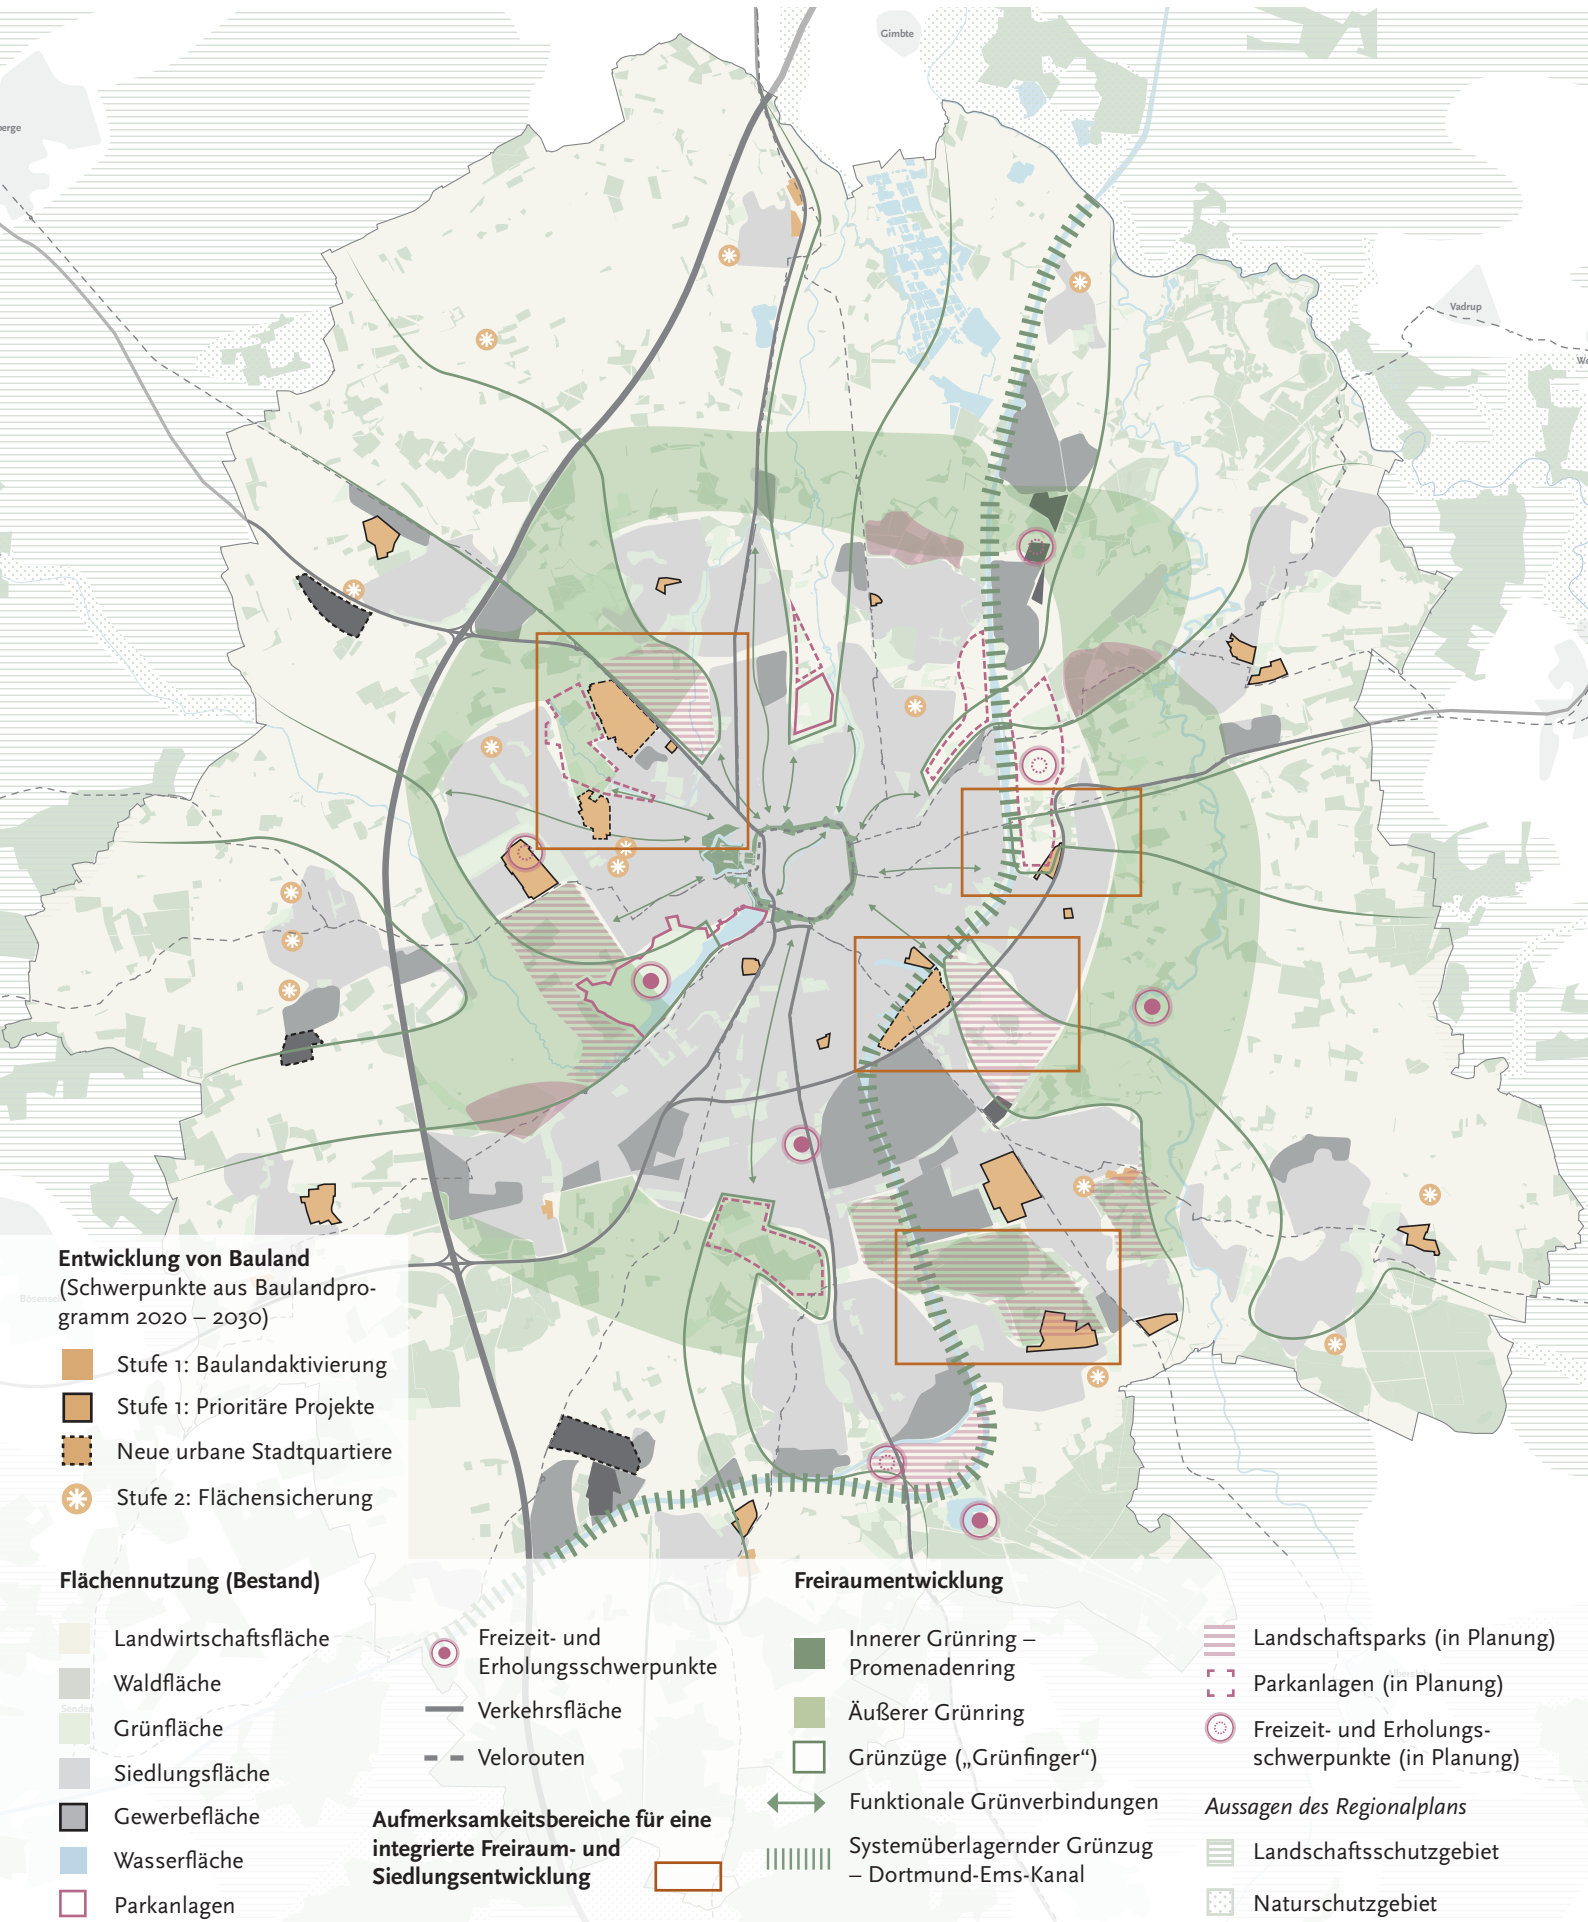 Gimbte
erge
Vadrup
We
Entwicklung von Bauland
(Schwerpunkte aus Baulandpro-
gramm 2020 – 2030)
Stufe 1: Baulandaktivierung
Stufe 1: Prioritäre Projekte
Neue urbane Stadtquartiere
Stufe 2: Flächensicherung
Flächennutzung (Bestand)
Landwirtschaftsfläche
Waldfläche
Senden
Grünfläche
Siedlungsfläche
Gewerbefläche
Wasserfläche
Parkanlagen
Freizeit- und
Erholungsschwerpunkte
Verkehrsfläche
Velorouten
Aufmerksamkeitsbereiche für eine
integrierte Freiraum- und
Siedlungsentwicklung
Freiraumentwicklung
Innerer Grünring –
Promenadenring
Äußerer Grünring
Grünzüge („Grünfinger“)
Funktionale Grünverbindungen
Systemüberlagernder Grünzug
– Dortmund-Ems-Kanal
Landschaftsparks (in Planung)
Parkanlagen (in Planung)
Freizeit- und Erholungs-
schwerpunkte (in Planung)
Aussagen des Regionalplans
Landschaftsschutzgebiet
Naturschutzgebiet